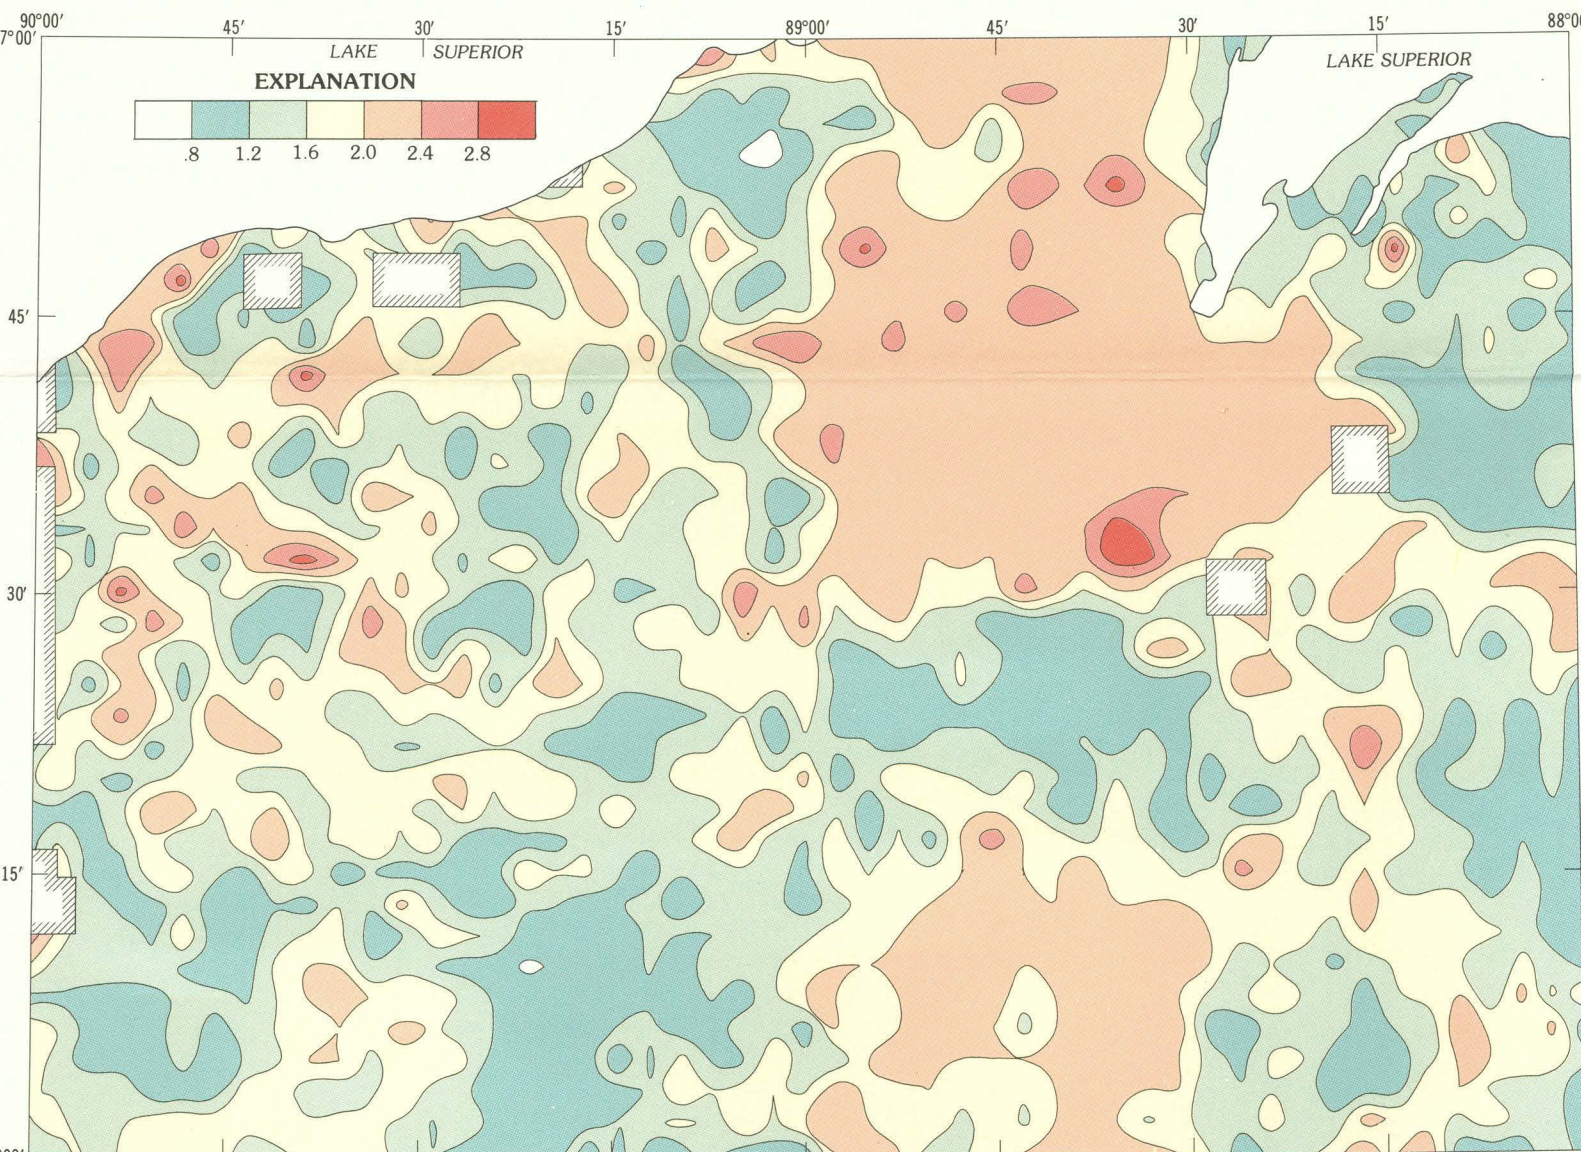 90°00′ 45′ 30′ 15′ 89°00′ 45′ 30′ 15′ 88°0
7°00′
LAKE SUPERIOR
LAKE SUPERIOR
EXPLANATION
.8 1.2 1.6 2.0 2.4 2.8
45′
30′
15′